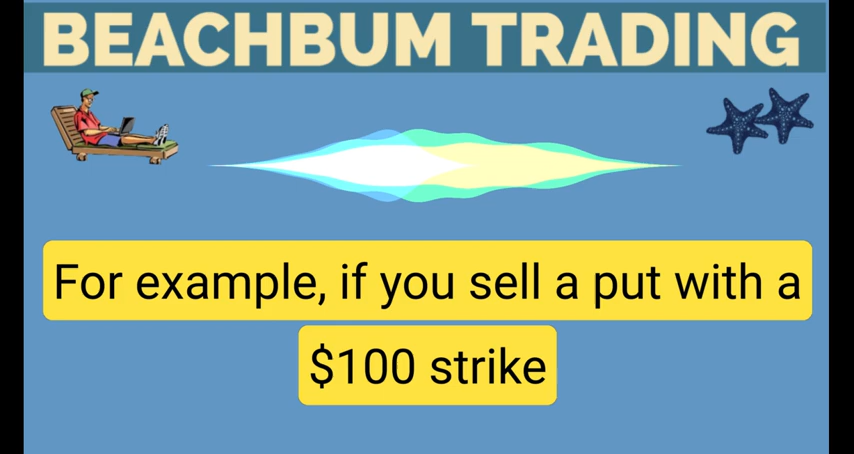 BEACHBUM TRADING
For example, if you sell a put with a
$100 strike